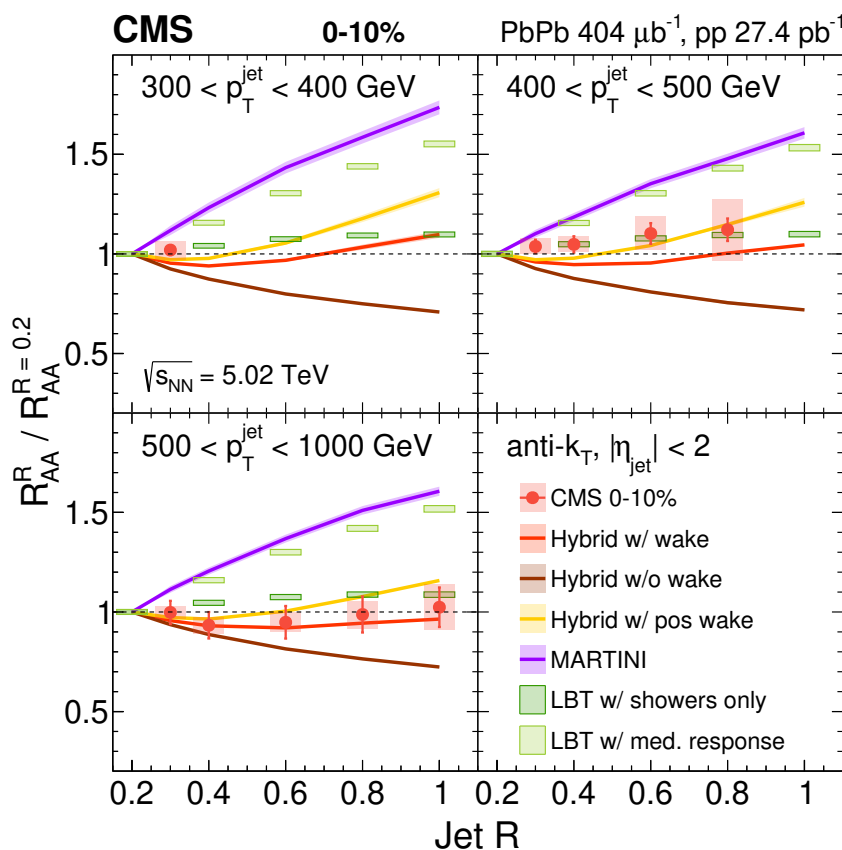 CMS 0-10% PbPb 404 μb⁻¹, pp 27.4 pb⁻¹
300 < p_T^jet < 400 GeV
400 < p_T^jet < 500 GeV
1.5
1
0.5
√s_NN = 5.02 TeV
R_AA^R / R_AA^R = 0.2
500 < p_T^jet < 1000 GeV
1.5
1
0.5
anti-k_T, |η_jet| < 2
CMS 0-10%
Hybrid w/ wake
Hybrid w/o wake
Hybrid w/ pos wake
MARTINI
LBT w/ showers only
LBT w/ med. response
0.2 0.4 0.6 0.8 1 0.2 0.4 0.6 0.8 1
Jet R